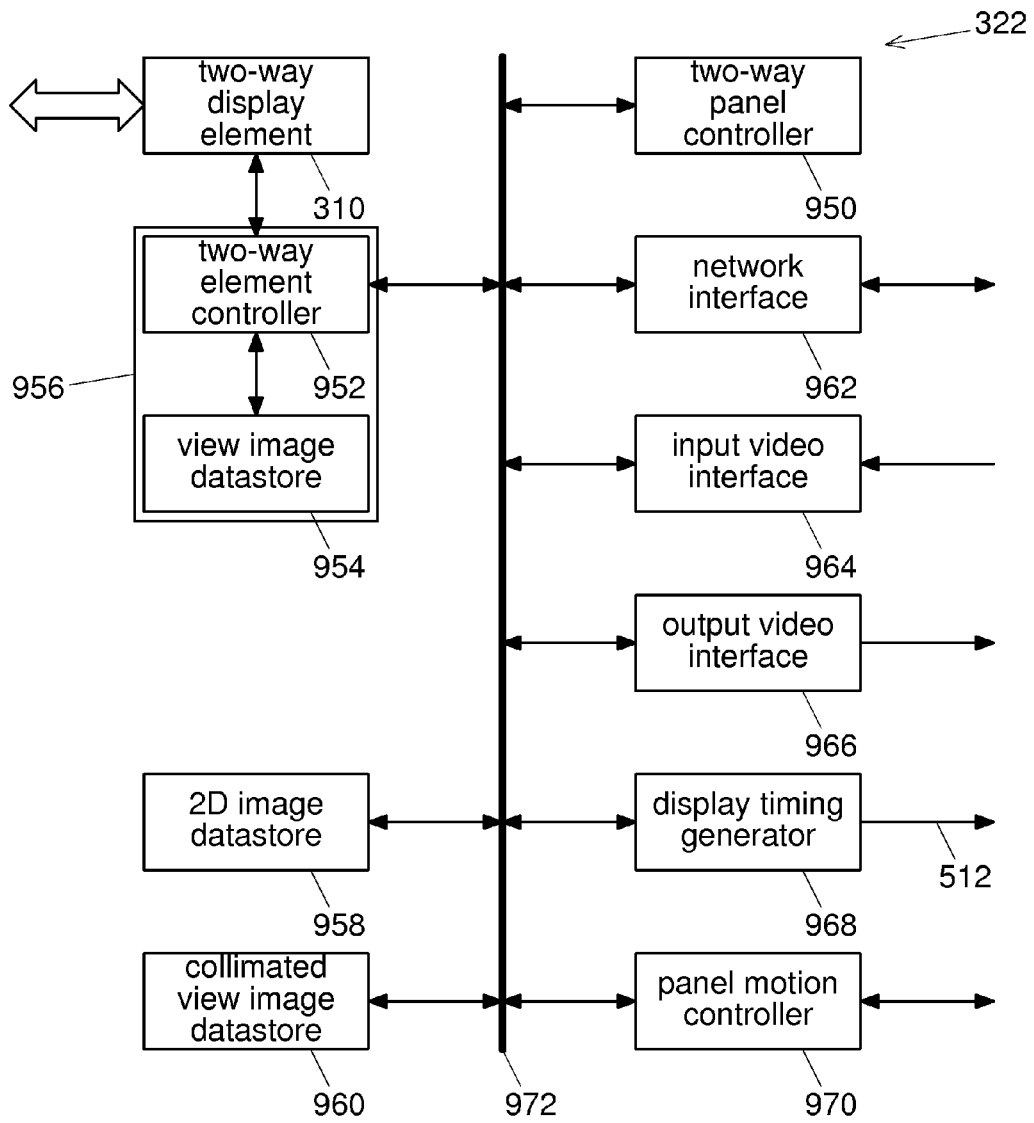 322
two-way
display
element
310
two-way
panel
controller
950
two-way
element
controller
952
956
network
interface
962
view image
datastore
954
input video
interface
964
output video
interface
966
2D image
datastore
958
display timing
generator
968
512
collimated
view image
datastore
960
972
panel motion
controller
970